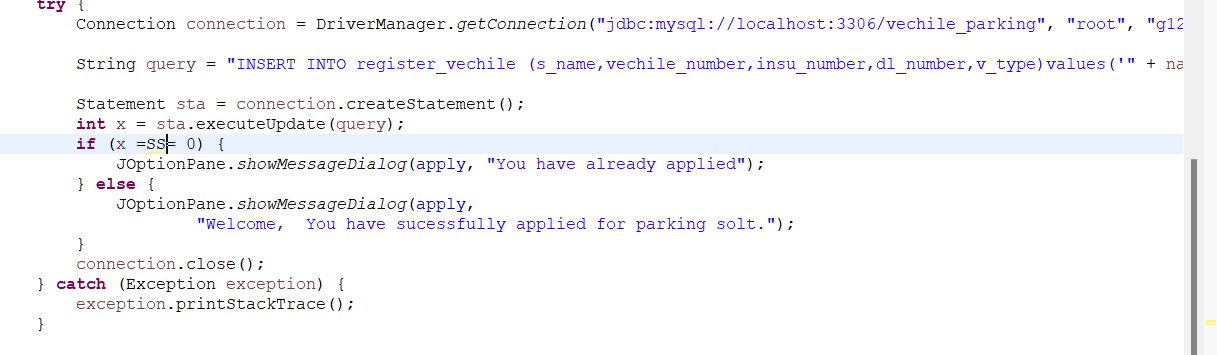 try {
Connection connection = DriverManager.getConnection("jdbc:mysql://localhost:3306/vechile_parking", "root", "g12
String query = "INSERT INTO register_vechile (s_name,vechile_number,insu_number,dl_number,v_type)values('" + na
Statement sta = connection.createStatement();
int x = sta.executeUpdate(query);
if (x =SS= 0) {
JOptionPane.showMessageDialog(apply, "You have already applied");
} else {
JOptionPane.showMessageDialog(apply,
"Welcome,  You have sucessfully applied for parking solt.");
}
connection.close();
} catch (Exception exception) {
exception.printStackTrace();
}